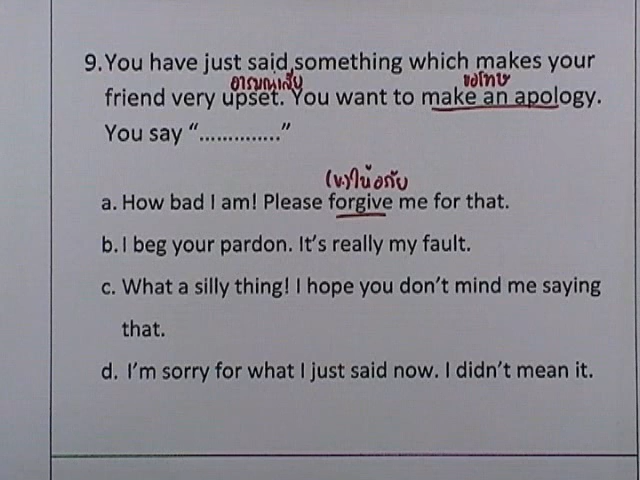 9. You have just said something which makes your
อารมณ์เสีย ขอโทษ
friend very upset. You want to make an apology.
You say “..............”
(v.) ให้อภัย
a. How bad I am! Please forgive me for that.
b. I beg your pardon. It’s really my fault.
c. What a silly thing! I hope you don’t mind me saying
that.
d. I’m sorry for what I just said now. I didn’t mean it.